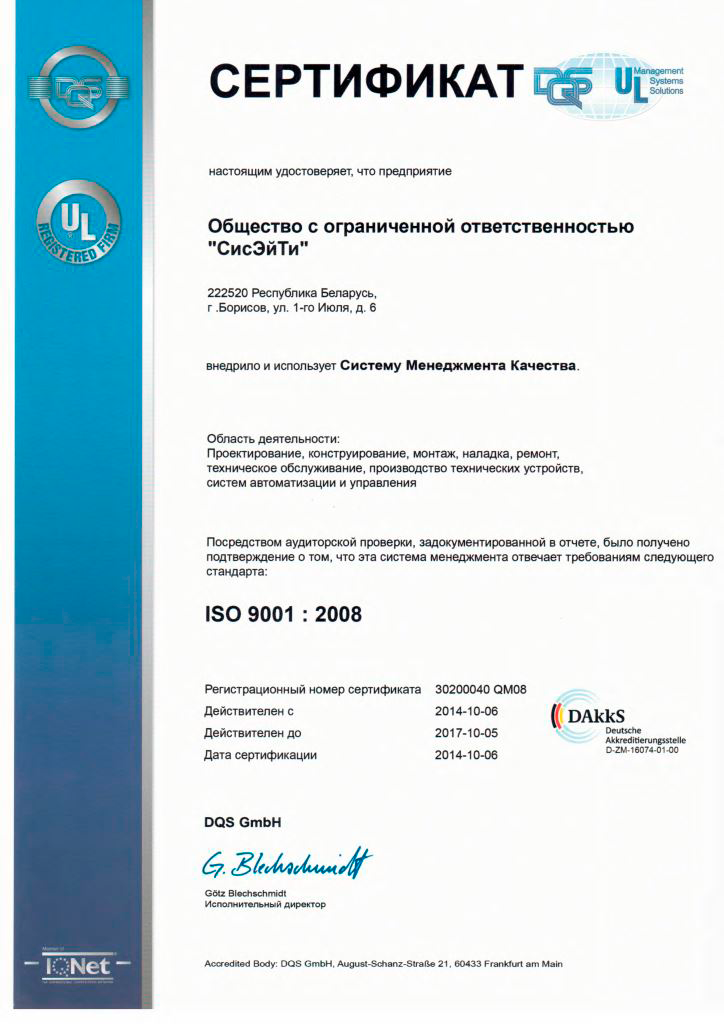 СЕРТИФИКАТ
DQS
UL
Management
Systems
Solutions
DQS
UL
REGISTERED FIRM
настоящим удостоверяет, что предприятие
Общество с ограниченной ответственностью
"СисЭйТи"
222520 Республика Беларусь,
г .Борисов, ул. 1-го Июля, д. 6
внедрило и использует Систему Менеджмента Качества.
Область деятельности:
Проектирование, конструирование, монтаж, наладка, ремонт,
техническое обслуживание, производство технических устройств,
систем автоматизации и управления
Посредством аудиторской проверки, задокументированной в отчете, было получено
подтверждение о том, что эта система менеджмента отвечает требованиям следующего
стандарта:
ISO 9001 : 2008
Регистрационный номер сертификата 30200040 QM08
Действителен с 2014-10-06
Действителен до 2017-10-05
Дата сертификации 2014-10-06
DAkkS
Deutsche
Akkreditierungsstelle
D-ZM-16074-01-00
DQS GmbH
G. Blechschmidt
Götz Blechschmidt
Исполнительный директор
Member of
IQNet
Accredited Body: DQS GmbH, August-Schanz-Straße 21, 60433 Frankfurt am Main